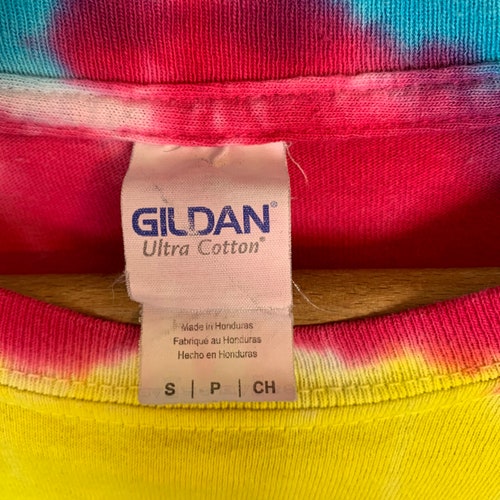 GILDAN®
Ultra Cotton®
Made in Honduras
Fabriqué au Honduras
Hecho en Honduras
S | P | CH